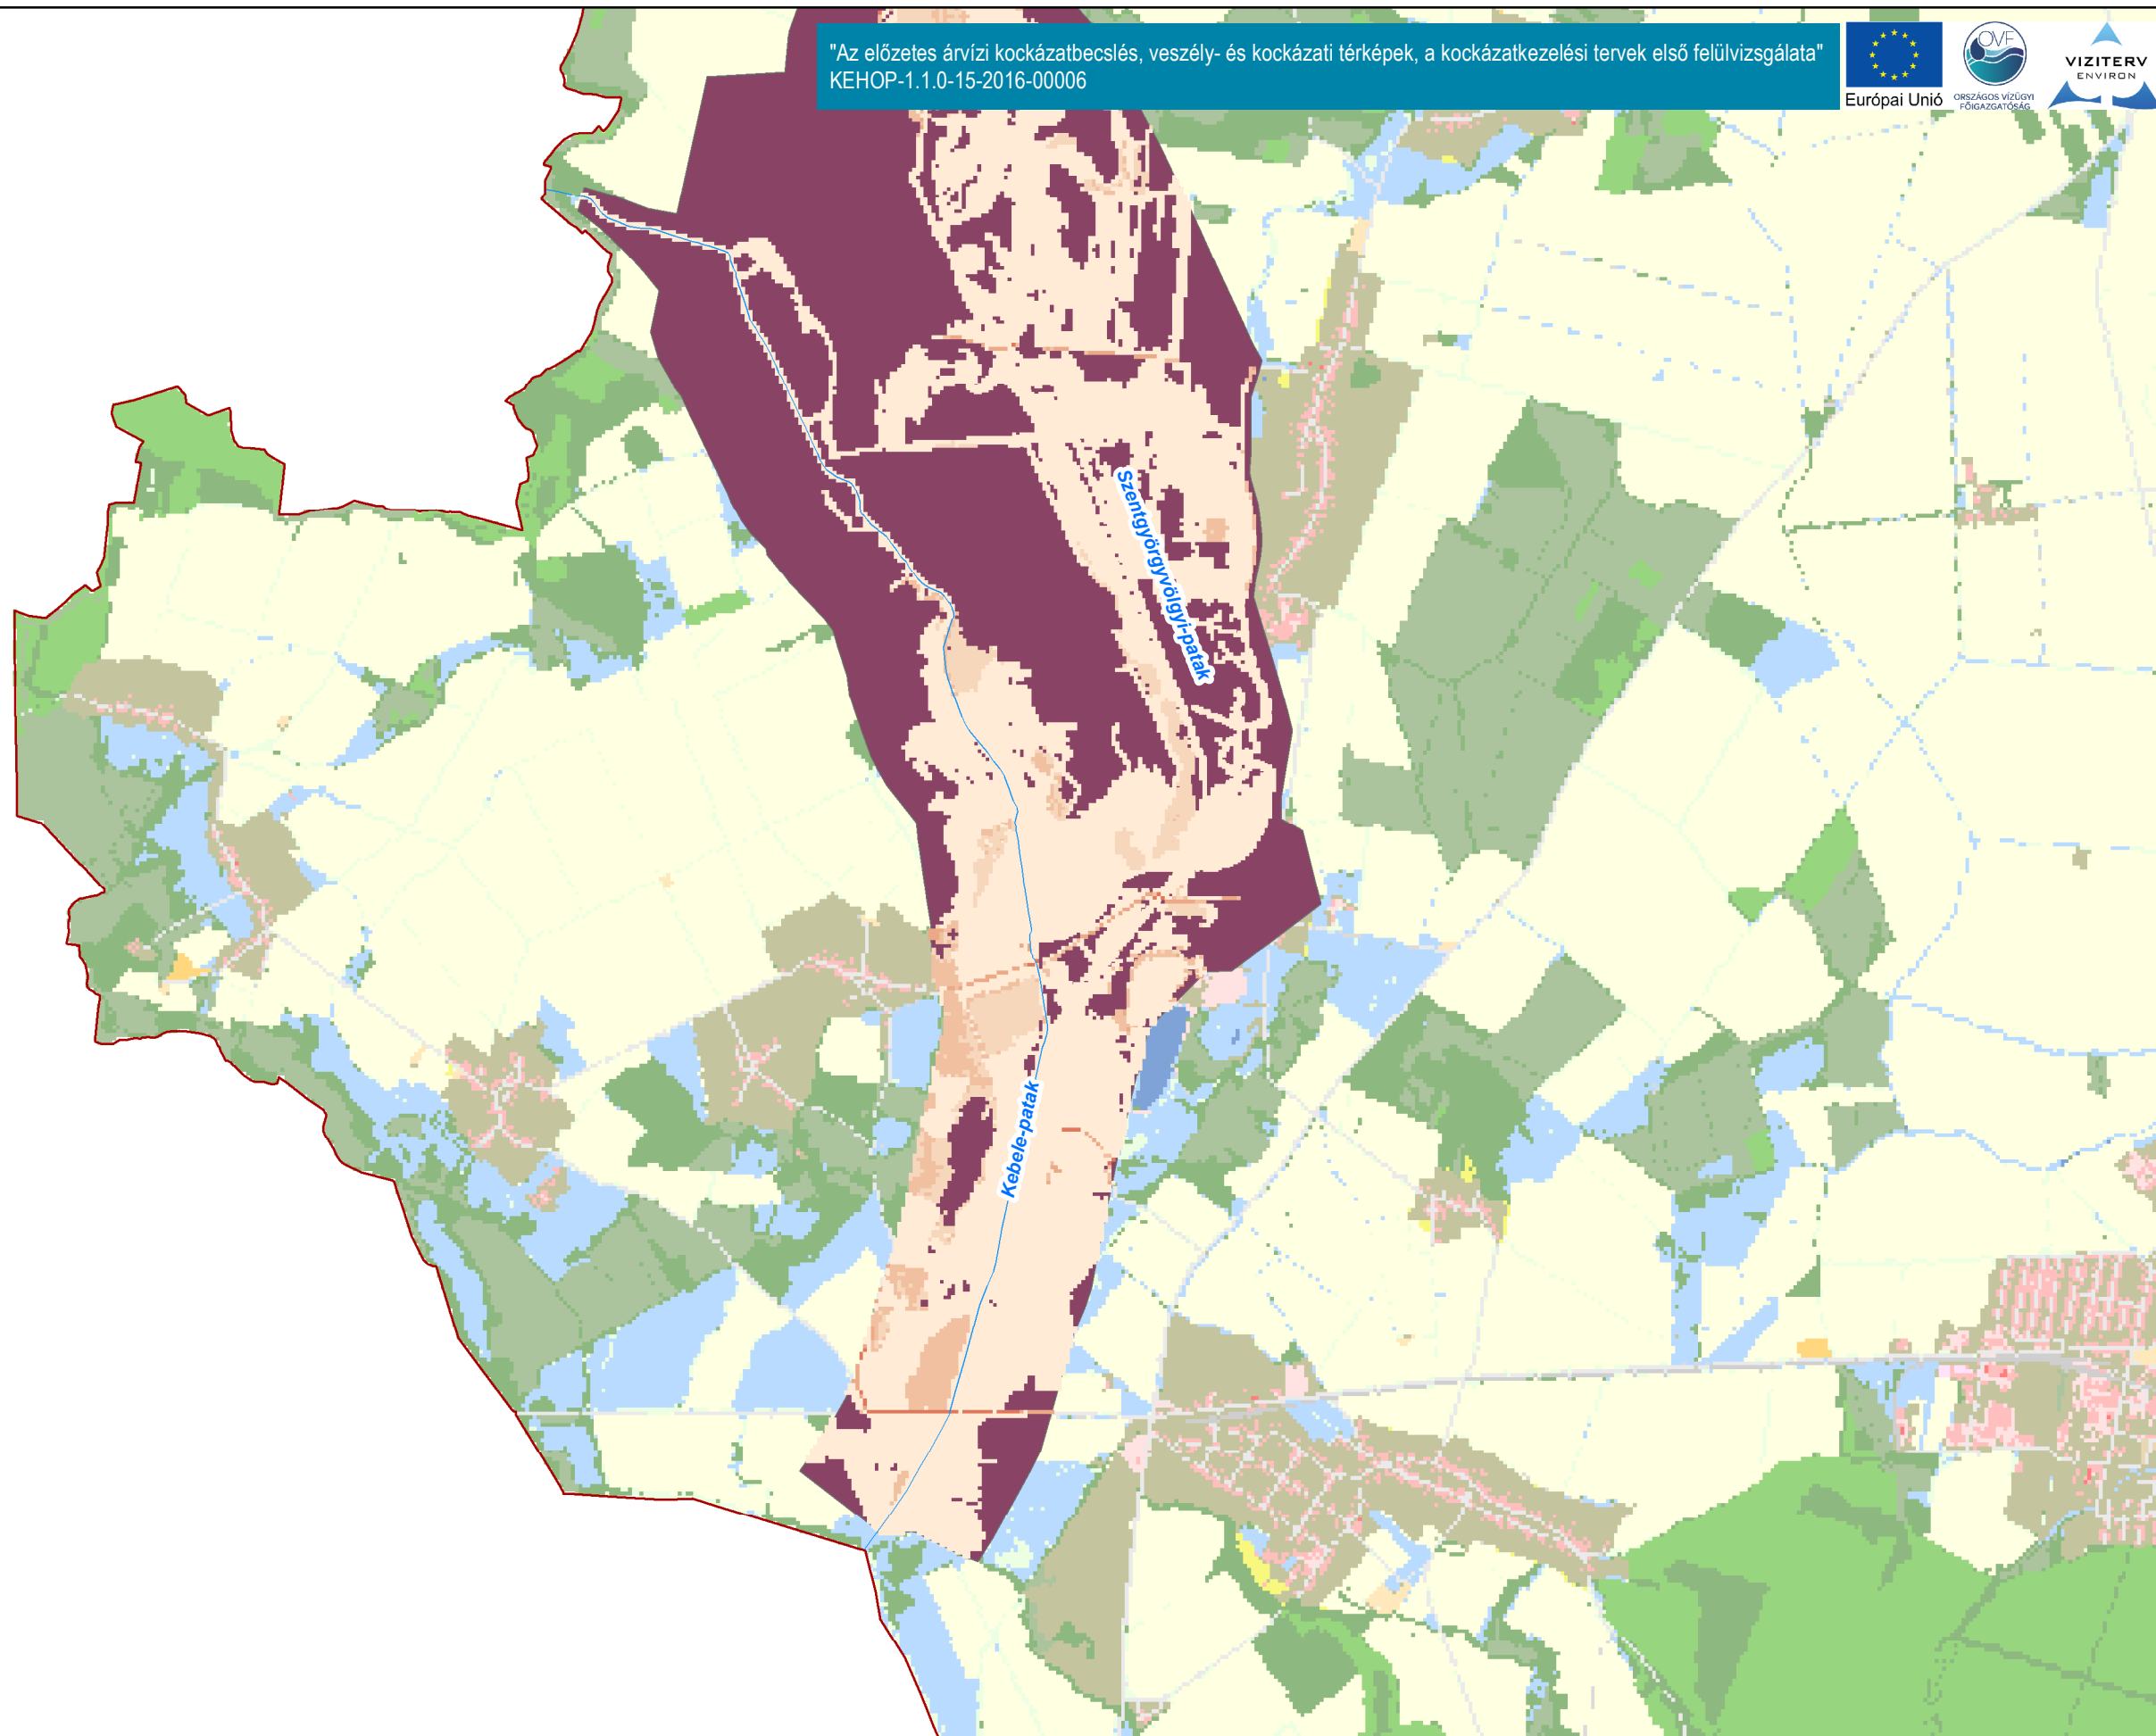 "Az előzetes árvízi kockázatbecslés, veszély- és kockázati térképek, a kockázatkezelési tervek első felülvizsgálata"
KEHOP-1.1.0-15-2016-00006
Európai Unió
OVF
ORSZÁGOS VÍZÜGYI
FŐIGAZGATÓSÁG
VIZITERV
ENVIRON
Szentgyörgyvölgyi-patak
Kebele-patak